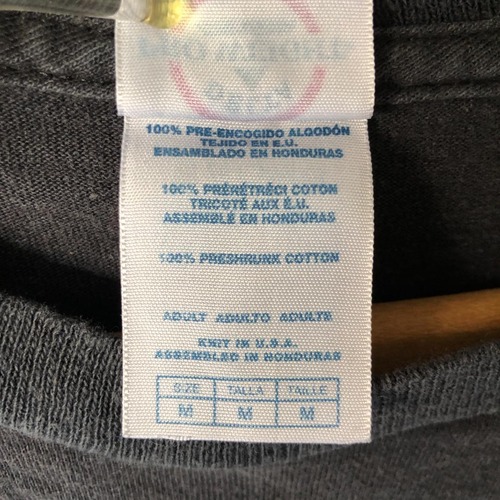 100% PRE-ENCOGIDO ALGODÓN
TEJIDO EN E.U.
ENSAMBLADO EN HONDURAS
100% PRÉRÉTRÉCI COTON
TRICOTÉ AUX É.U.
ASSEMBLÉ EN HONDURAS
100% PRESHRUNK COTTON
ADULT ADULTO ADULTE
KNIT IN U.S.A.
ASSEMBLED IN HONDURAS
SIZE TALLA TAILLE
M M M